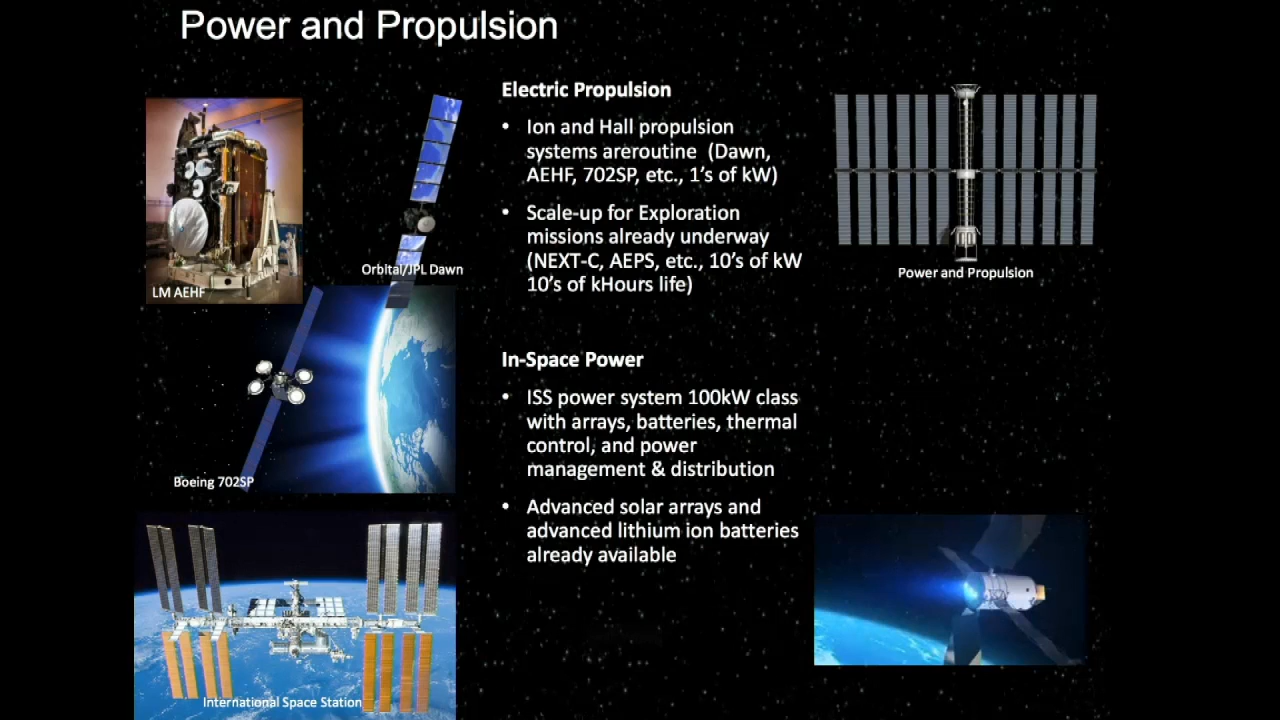 Power and Propulsion
Electric Propulsion
• Ion and Hall propulsion
systems areroutine (Dawn,
AEHF, 702SP, etc., 1's of kW)
• Scale-up for Exploration
missions already underway
(NEXT-C, AEPS, etc., 10's of kW
10's of kHours life)
In-Space Power
• ISS power system 100kW class
with arrays, batteries, thermal
control, and power
management & distribution
• Advanced solar arrays and
advanced lithium ion batteries
already available
LM AEHF
Orbital/JPL Dawn
Boeing 702SP
International Space Station
Power and Propulsion